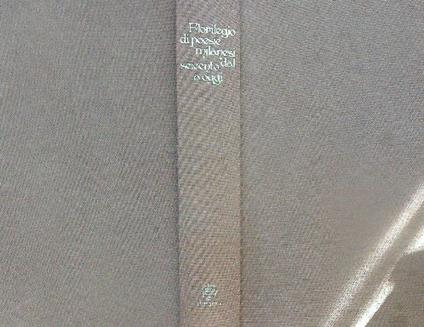 Florilegio
di poesie
milanesi
dal
seicento
a oggi